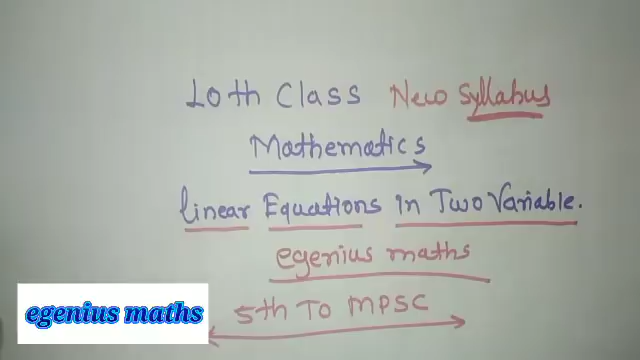 10th Class New Syllabus
Mathematics
linear Equations In Two Variable.
egenius maths
5th To MPSC
egenius maths